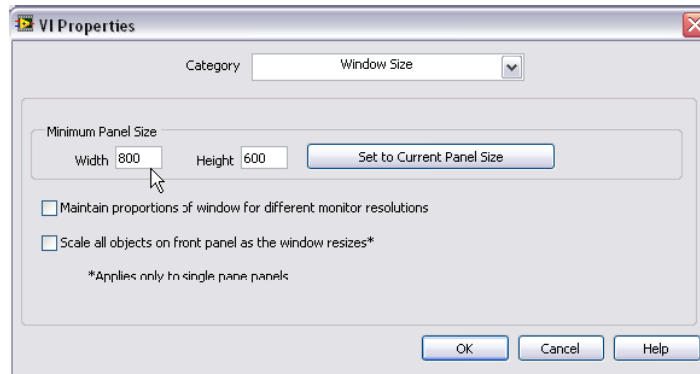 VI Properties
Category Window Size
Minimum Panel Size
Width 800 Height 600 Set to Current Panel Size
Maintain proportions of window for different monitor resolutions
Scale all objects on front panel as the window resizes*
*Applies only to single pane panels
OK Cancel Help